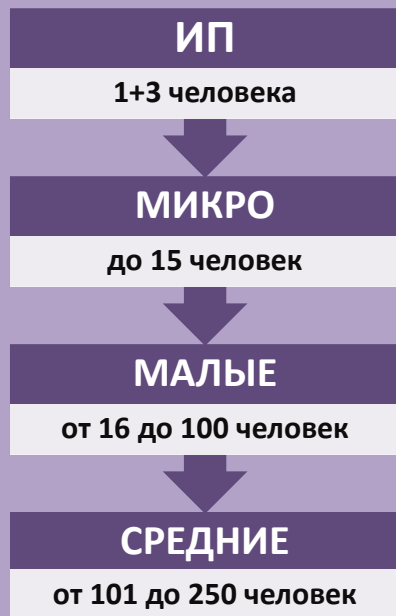 ИП
1+3 человека
МИКРО
до 15 человек
МАЛЫЕ
от 16 до 100 человек
СРЕДНИЕ
от 101 до 250 человек